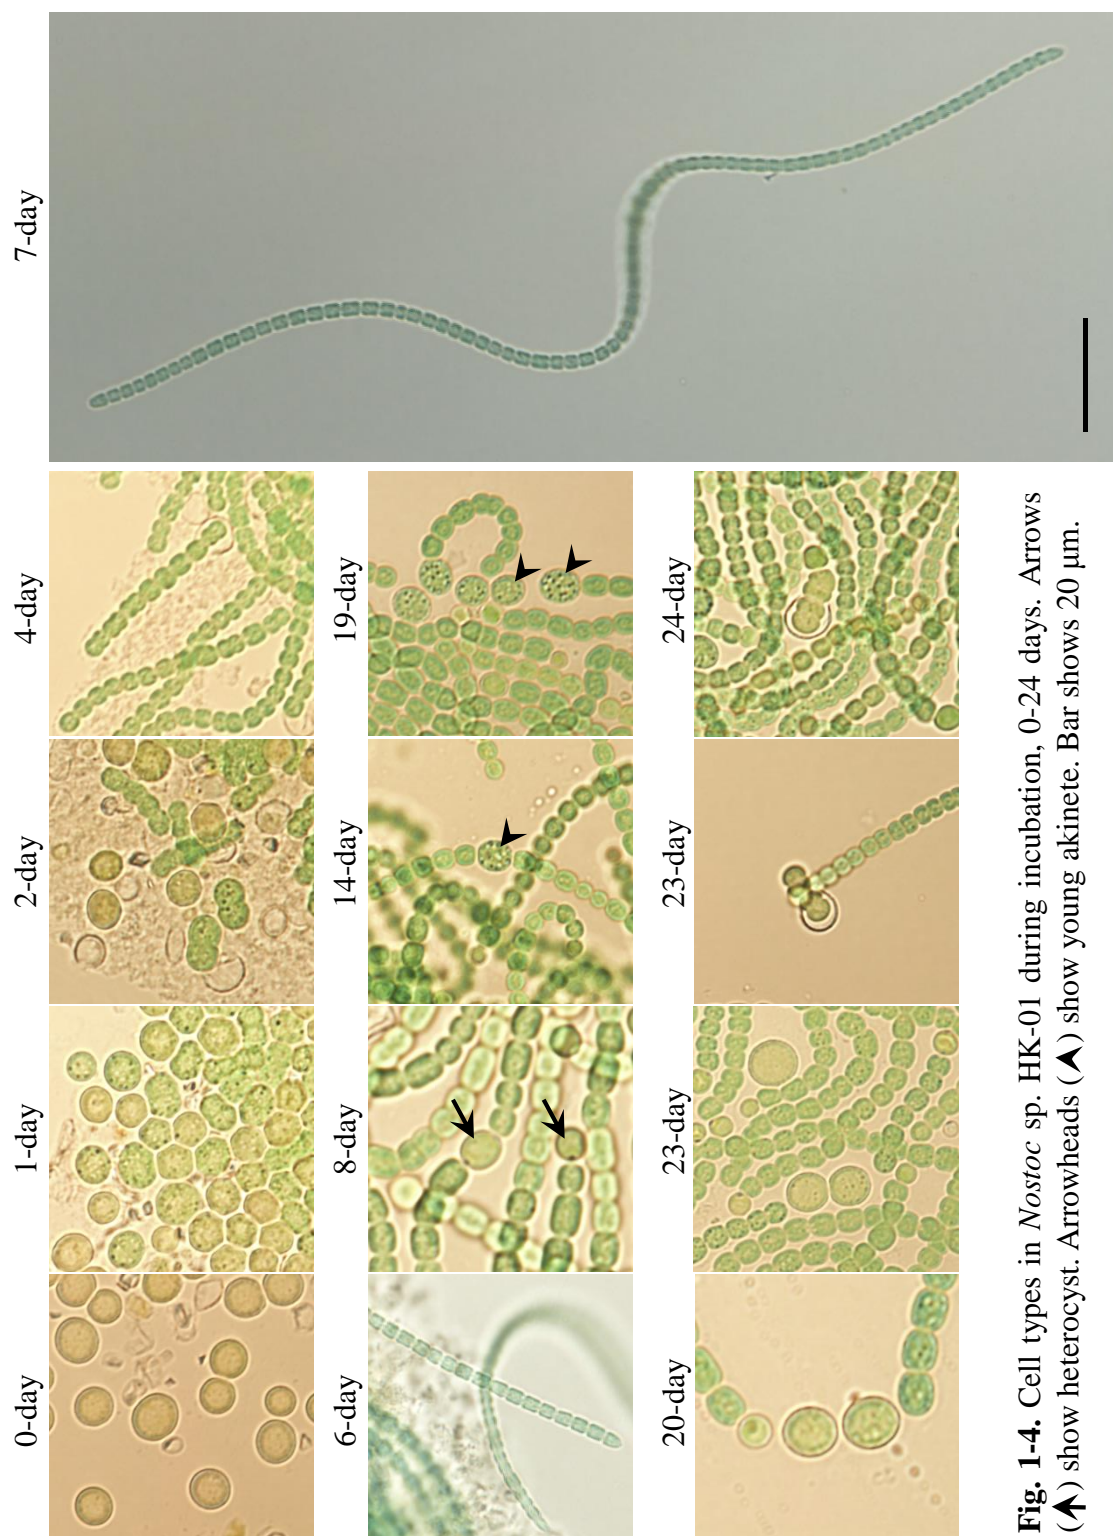 0-day
1-day
2-day
4-day
7-day
6-day
8-day
14-day
19-day
20-day
23-day
23-day
24-day
Fig. 1-4. Cell types in Nostoc sp. HK-01 during incubation, 0-24 days. Arrows
(↑) show heterocyst. Arrowheads (⮝) show young akinete. Bar shows 20 μm.